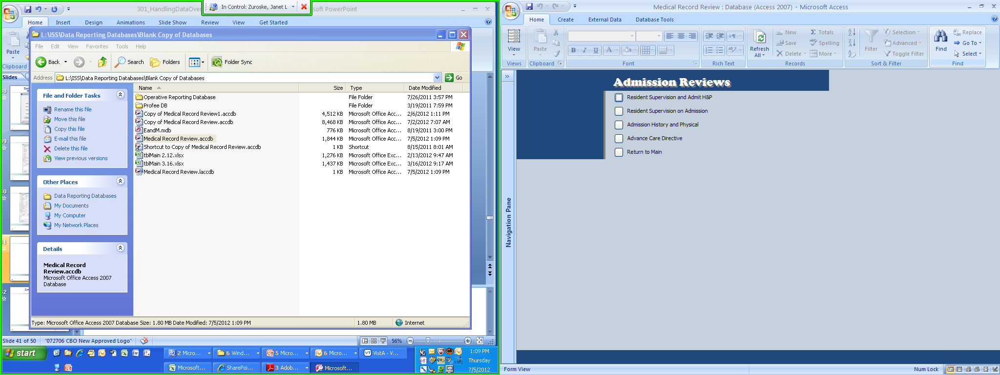 301_HandlingDataOver
In Control: Zuroske, Janet L
soft PowerPoint
Home Insert Design Animations Slide Show Review View Get Started
Paste
Clipboard
Slides
L:\ISS\Data Reporting Databases\Blank Copy of Databases
File Edit View Favorites Tools Help
Back Search Folders Folder Sync
Address L:\ISS\Data Reporting Databases\Blank Copy of Databases Go
File and Folder Tasks
Rename this file
Move this file
Copy this file
E-mail this file
Delete this file
View previous versions
Other Places
Data Reporting Databases
My Documents
My Computer
My Network Places
Details
Medical Record
Review.accdb
Microsoft Office Access 2007
Database
Name Size Type Date Modified
Operative Reporting Database File Folder 7/26/2011 3:57 PM
Profee DB File Folder 3/19/2011 7:59 PM
Copy of Medical Record Review1.accdb 4,512 KB Microsoft Office Acc... 2/6/2012 1:11 PM
Copy of Medical Record Review.accdb 8,468 KB Microsoft Office Acc... 7/2/2012 7:07 AM
EandM.mdb 776 KB Microsoft Office Acc... 8/19/2011 3:00 PM
Medical Record Review.accdb 1,844 KB Microsoft Office Acc... 7/5/2012 1:09 PM
Shortcut to Copy of Medical Record Review.accdb 1 KB Shortcut 8/15/2011 8:01 AM
tblMain 2.12.xlsx 1,276 KB Microsoft Office Exc... 2/13/2012 9:47 AM
tblMain 3.16.xlsx 1,437 KB Microsoft Office Exc... 3/16/2012 9:17 AM
Medical Record Review.laccdb 1 KB Microsoft Office Acc... 7/5/2012 1:09 PM
Type: Microsoft Office Access 2007 Database Size: 1.80 MB Date Modified: 7/5/2012 1:09 PM 1.80 MB Internet
Slide 41 of 50 "072706 CBO New Approved Logo" 56%
start 2 Micro... 6 Wind... 5 Micro... 6 Micro... VistA - V... 1:09 PM
Thursday
Microsoft... SharePoi... 3 Adob... Microsoft... 7/5/2012
Medical Record Review : Database (Access 2007) - Microsoft Access
Home Create External Data Database Tools
View
Views
Paste
Clipboard
B I U A
Font
Rich Text
Refresh
All
New Totals
Save Spelling
Delete More
Records
Filter
Selection
Advanced
Toggle Filter
Sort & Filter
Find
Replace
Go To
Select
Find
Navigation Pane
Admission Reviews
Resident Supervision and Admit H&P
Resident Supervision on Admission
Admission History and Physical
Advance Care Directive
Return to Main
Form View Num Lock